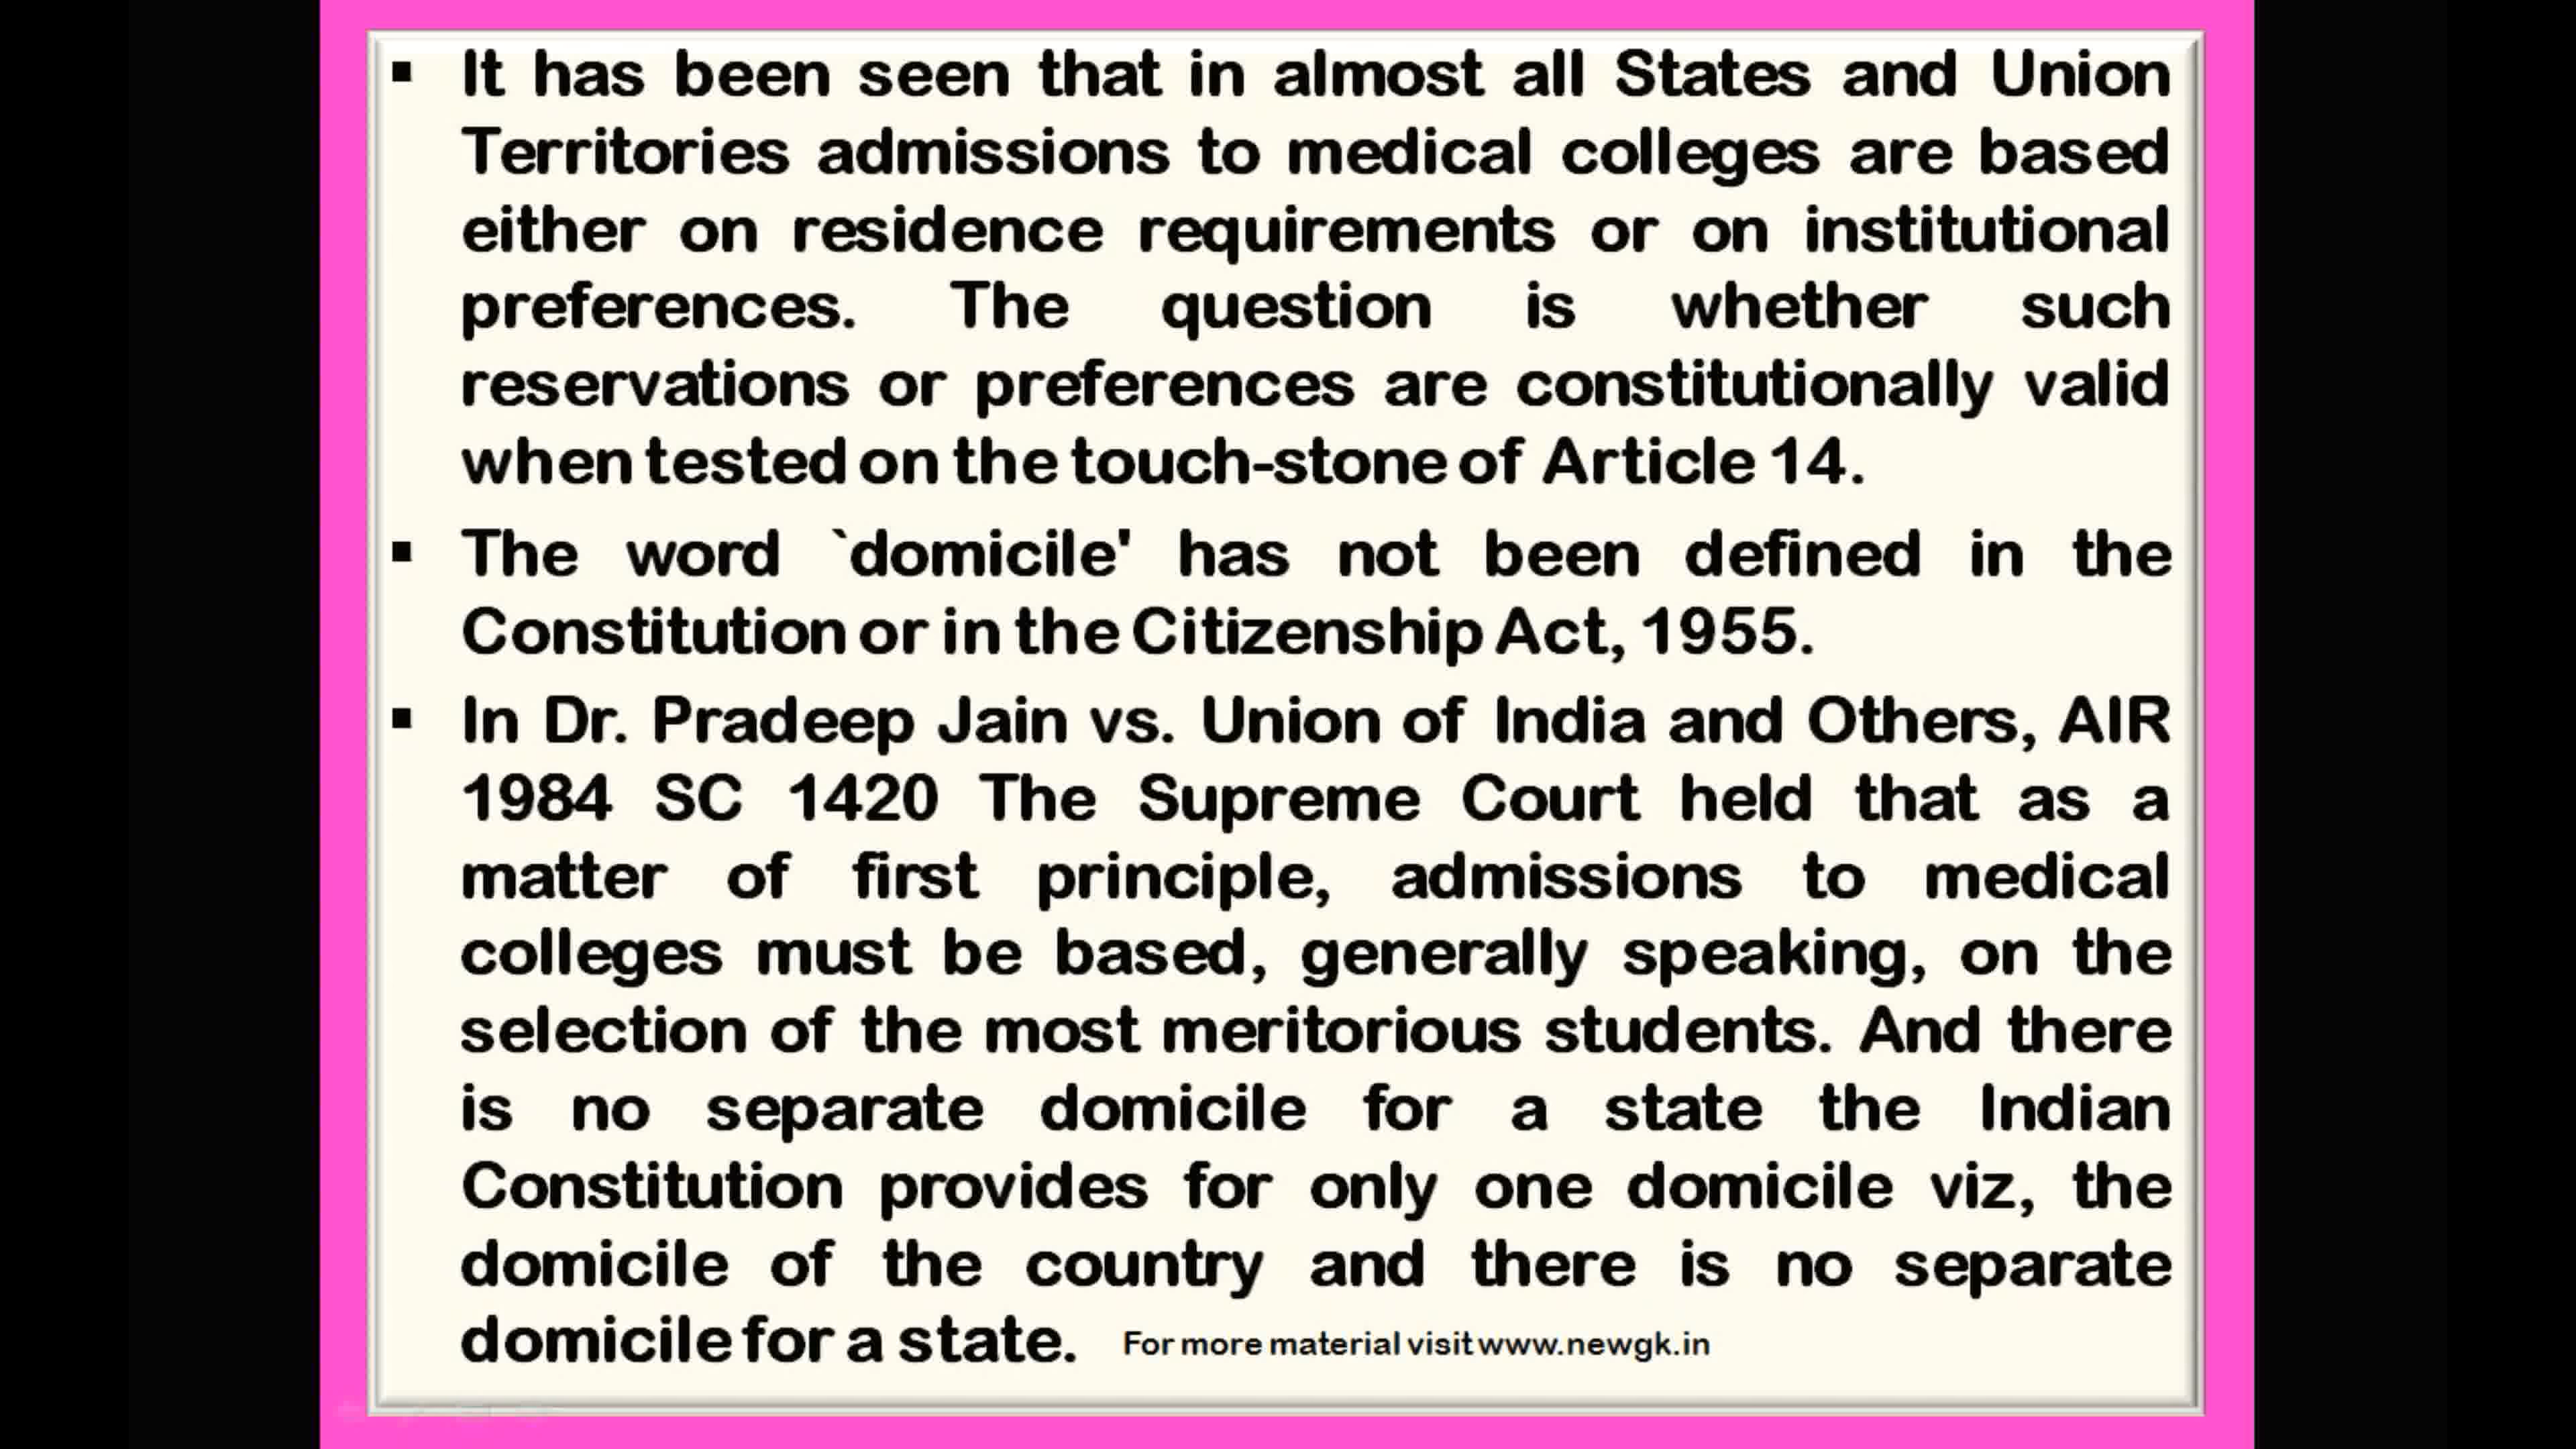 ▪ It has been seen that in almost all States and Union
Territories admissions to medical colleges are based
either on residence requirements or on institutional
preferences. The question is whether such
reservations or preferences are constitutionally valid
when tested on the touch-stone of Article 14.
▪ The word `domicile' has not been defined in the
Constitution or in the Citizenship Act, 1955.
▪ In Dr. Pradeep Jain vs. Union of India and Others, AIR
1984 SC 1420 The Supreme Court held that as a
matter of first principle, admissions to medical
colleges must be based, generally speaking, on the
selection of the most meritorious students. And there
is no separate domicile for a state the Indian
Constitution provides for only one domicile viz, the
domicile of the country and there is no separate
domicile for a state. For more material visit www.newgk.in